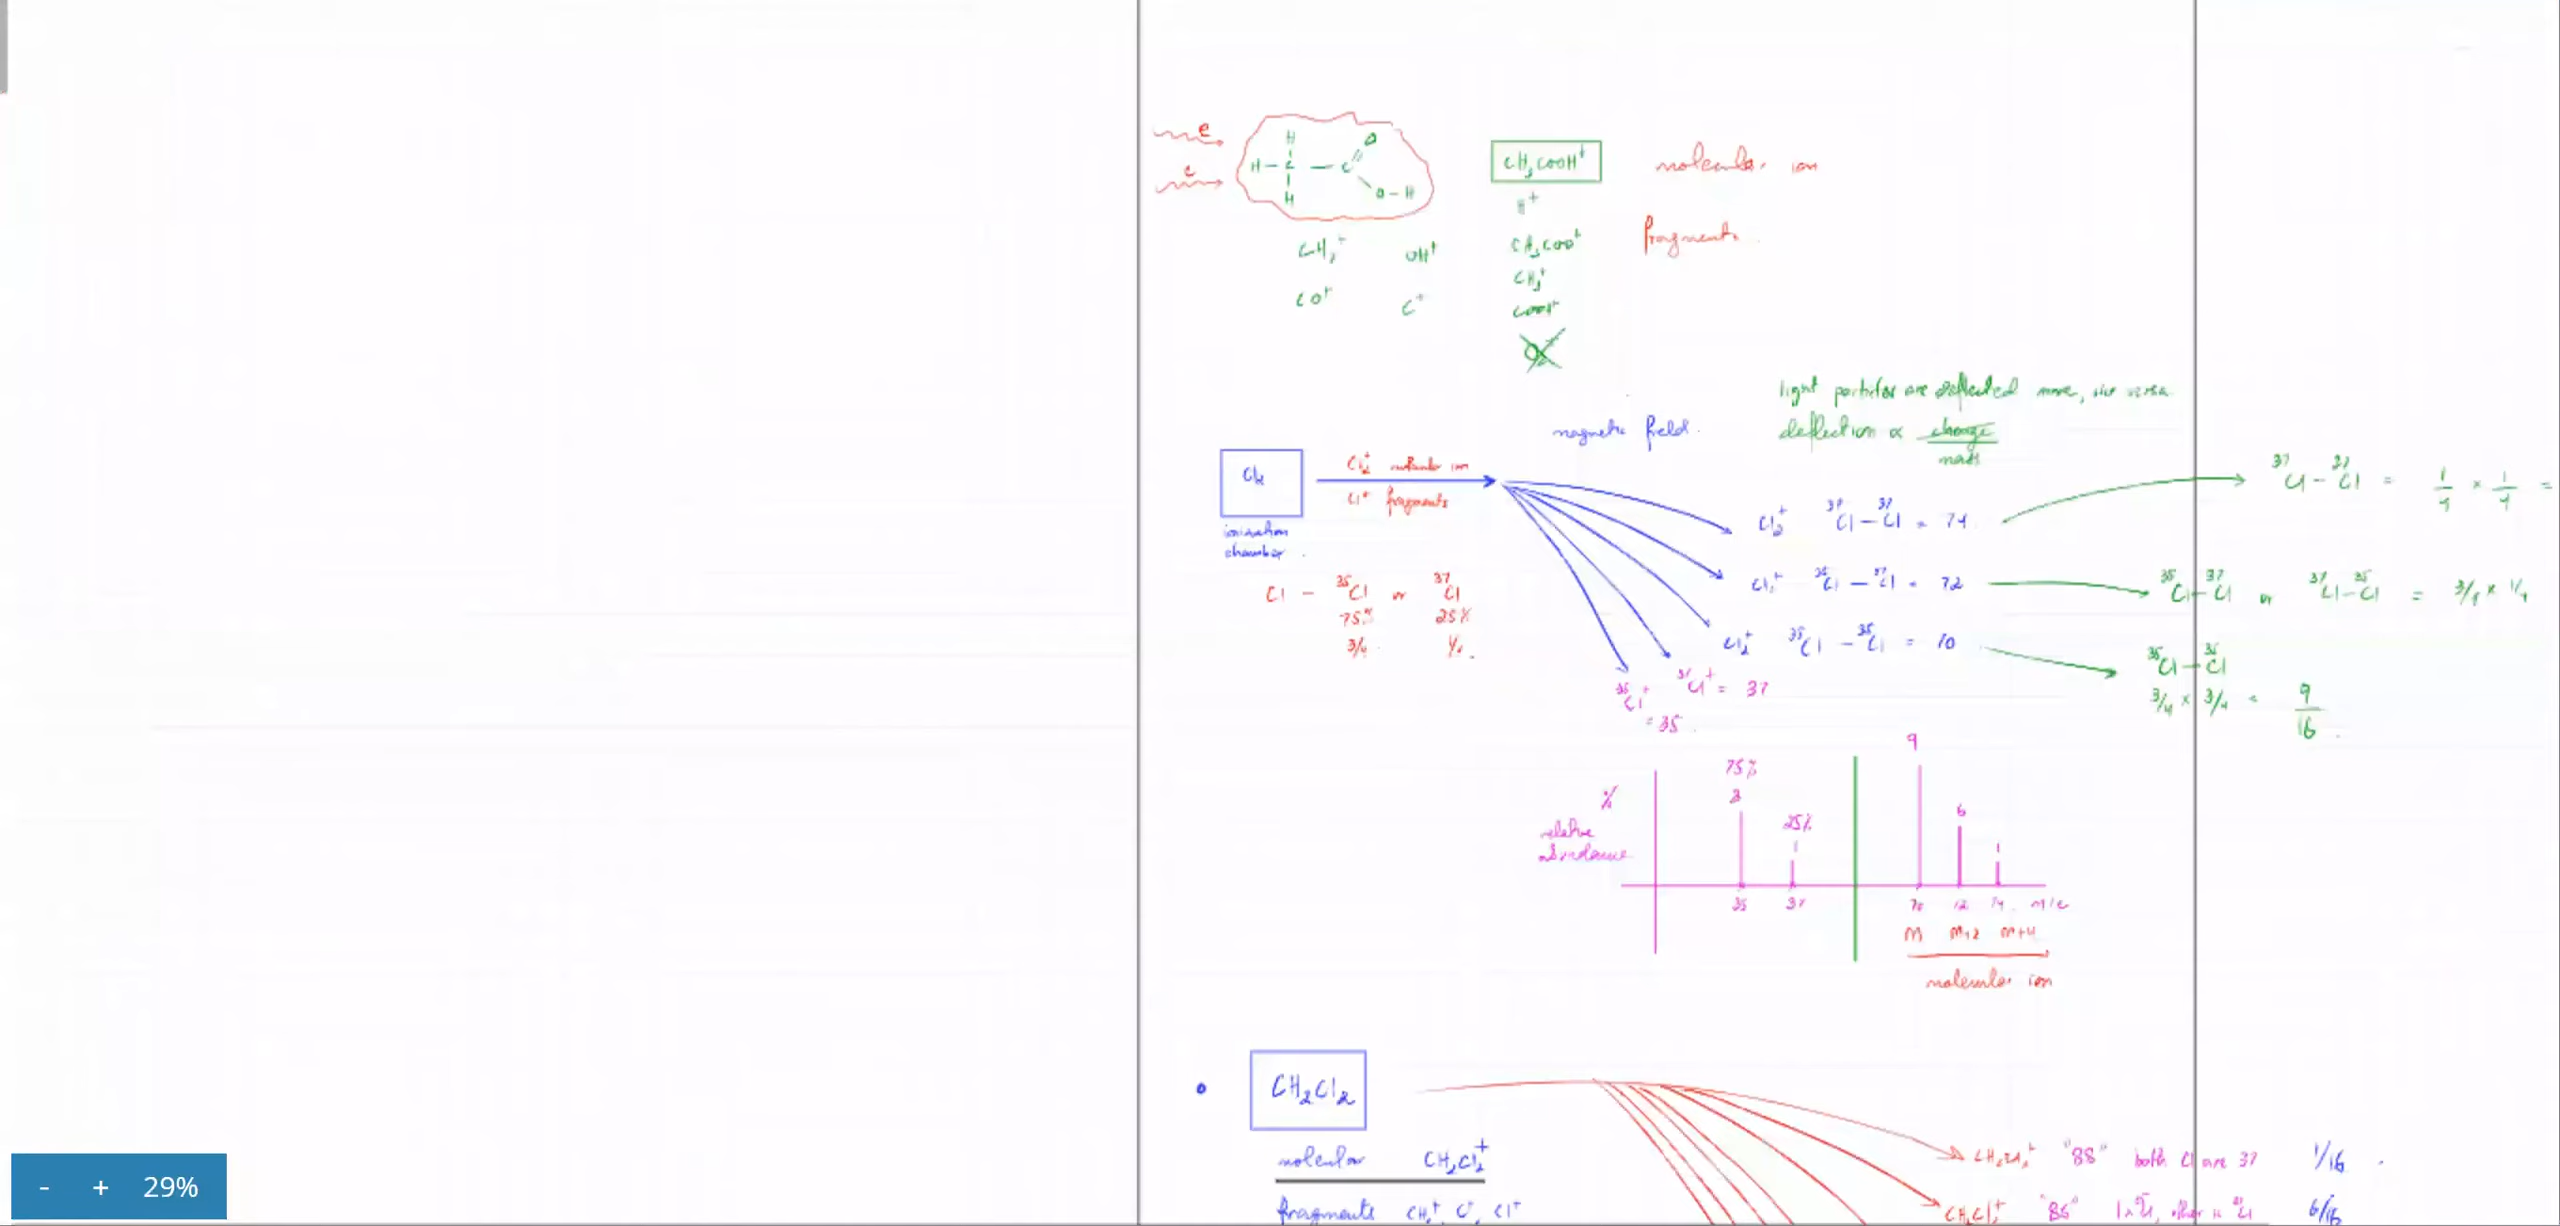 e
H
O
CH₃COOH⁺
molecular ion
e
H – C – C
O – H
H
H⁺
CH₃⁺
OH⁺
CH₃COO⁺
fragments
CH₃⁺
CO⁺
C⁺
COOH⁺
light particles are deflected more, vice versa
magnetic field.
deflection ∝ charge
mass
Cl₂
Cl₂⁺ molecular ion
Cl⁺ fragments
ionisation
chamber
Cl₂⁺ ³⁷Cl – ³⁷Cl = 74
³⁷Cl – ³⁷Cl = 1/4 × 1/4 =
Cl – ³⁵Cl or ³⁷Cl
75% 25%
3/4 1/4
Cl₂⁺ ³⁵Cl – ³⁷Cl = 72
³⁵Cl – ³⁷Cl or ³⁷Cl – ³⁵Cl = 3/4 × 1/4
Cl₂⁺ ³⁵Cl – ³⁵Cl = 70
³⁵Cl – ³⁵Cl
3/4 × 3/4 = 9/16
³⁵Cl⁺
= 35
³⁷Cl⁺ = 37
%
relative
abundance
75%
3
25%
1
9
6
1
35 37 70 72 74 m/e
M M+2 M+4
molecular ion
CH₂Cl₂
molecular CH₂Cl₂⁺
CH₂Cl₂⁺ "88" both Cl are 37 1/16
fragments
CH₂Cl₂⁺ "86" 6/16
- + 29%